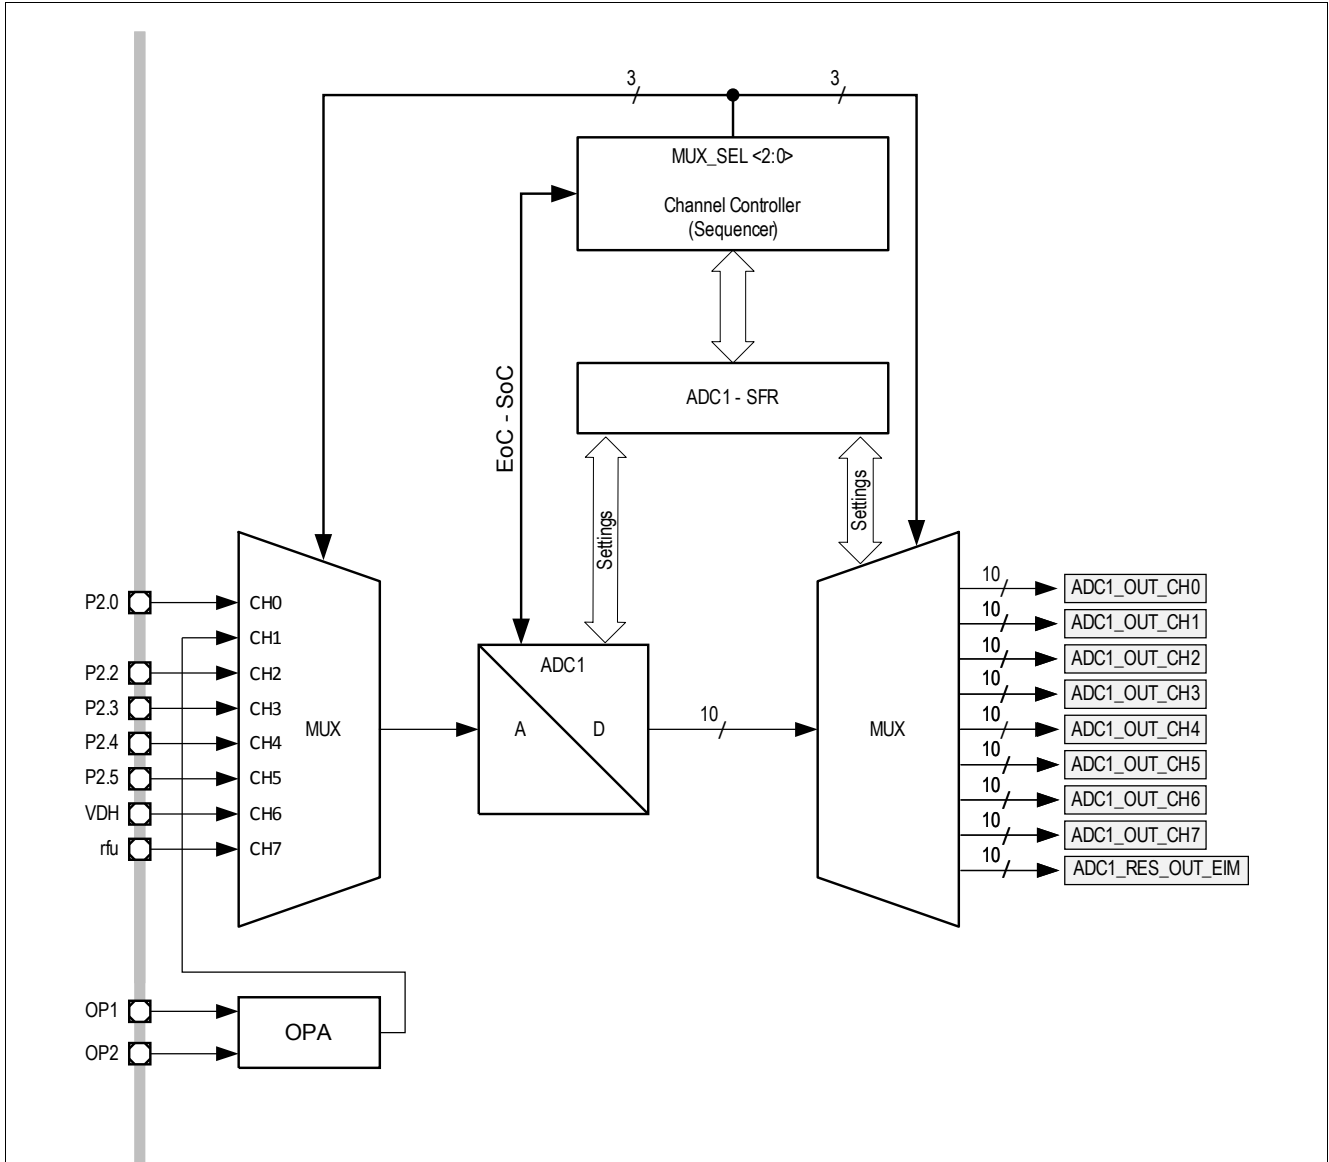 3
3
MUX_SEL <2:0>
Channel Controller
(Sequencer)
EoC - SoC
ADC1 - SFR
Settings
Settings
P2.0
CH0
CH1
P2.2
CH2
P2.3
CH3
P2.4
CH4
P2.5
CH5
VDH
CH6
rfu
CH7
MUX
ADC1
A
D
10
MUX
10
ADC1_OUT_CH0
10
ADC1_OUT_CH1
10
ADC1_OUT_CH2
10
ADC1_OUT_CH3
10
ADC1_OUT_CH4
10
ADC1_OUT_CH5
10
ADC1_OUT_CH6
10
ADC1_OUT_CH7
10
ADC1_RES_OUT_EIM
OP1
OP2
OPA